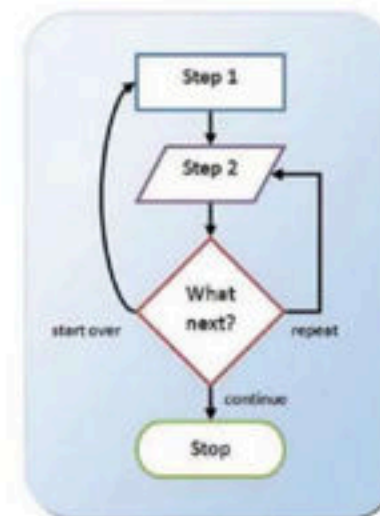 Step 1
Step 2
What
next?
start over
repeat
continue
Stop